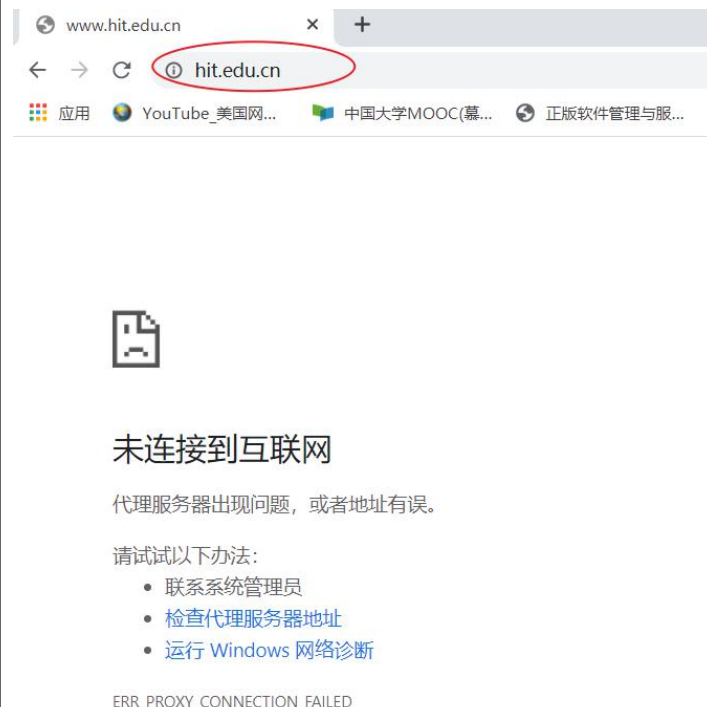 www.hit.edu.cn
hit.edu.cn
应用 YouTube_美国网... 中国大学MOOC(慕... 正版软件管理与服...
未连接到互联网
代理服务器出现问题，或者地址有误。
请试试以下办法：
联系系统管理员
检查代理服务器地址
运行 Windows 网络诊断
ERR_PROXY_CONNECTION_FAILED